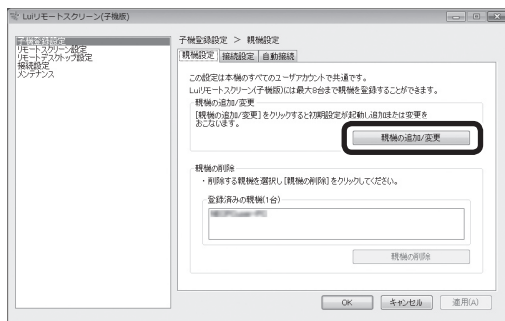 Luiリモートスクリーン(子機版)
子機登録設定
リモートスクリーン設定
リモートデスクトップ設定
接続設定
メンテナンス
子機登録設定 > 親機設定
親機設定 接続設定 自動接続
この設定は本機のすべてのユーザアカウントで共通です。
Luiリモートスクリーン(子機版)には最大8台まで親機を登録することができます。
親機の追加/変更
[親機の追加/変更]をクリックすると初期設定が起動し追加または変更を
おこないます。
親機の追加/変更
親機の削除
・削除する親機を選択し[親機の削除]をクリックしてください。
登録済みの親機(1台)
親機の削除
OK キャンセル 適用(A)